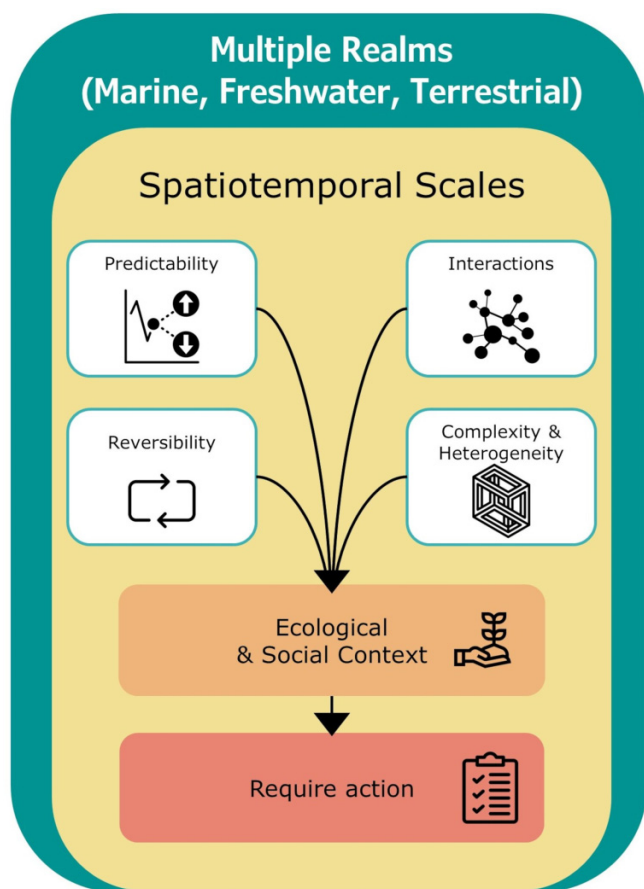 Multiple Realms
(Marine, Freshwater, Terrestrial)
Spatiotemporal Scales
Predictability
Interactions
Reversibility
Complexity &
Heterogeneity
Ecological
& Social Context
Require action